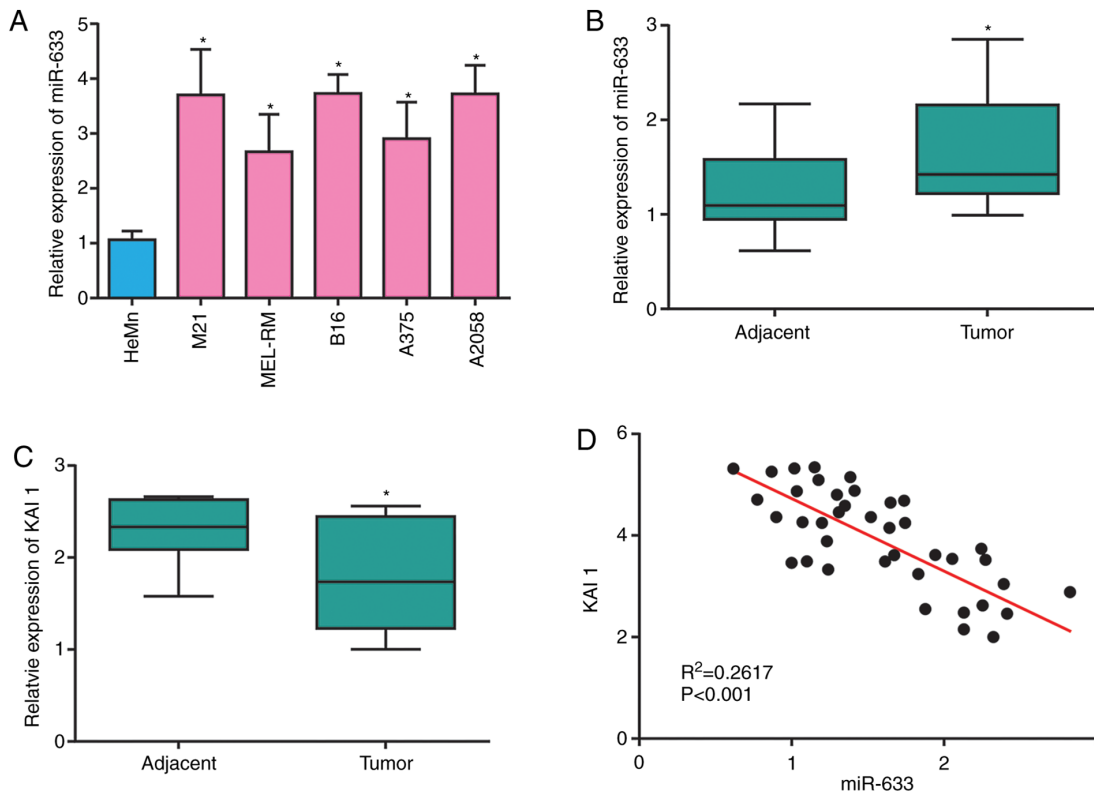 A
Relative expression of miR-633
5
4
3
2
1
0
*
*
*
*
*
HeMn
M21
MEL-RM
B16
A375
A2058
B
Relative expression of miR-633
3
2
1
0
*
Adjacent
Tumor
C
Relatvie expression of KAI 1
3
2
1
0
*
Adjacent
Tumor
D
KAI 1
6
4
2
0
R²=0.2617
P<0.001
0
1
2
miR-633